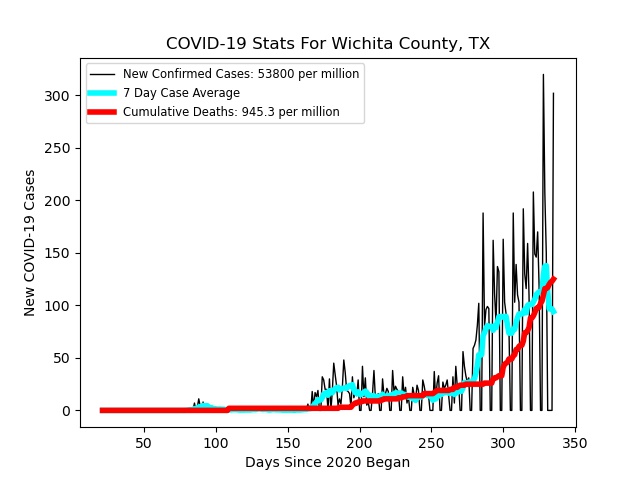 COVID-19 Stats For Wichita County, TX
New Confirmed Cases: 53800 per million
7 Day Case Average
Cumulative Deaths: 945.3 per million
New COVID-19 Cases
300
250
200
150
100
50
0
50 100 150 200 250 300 350
Days Since 2020 Began